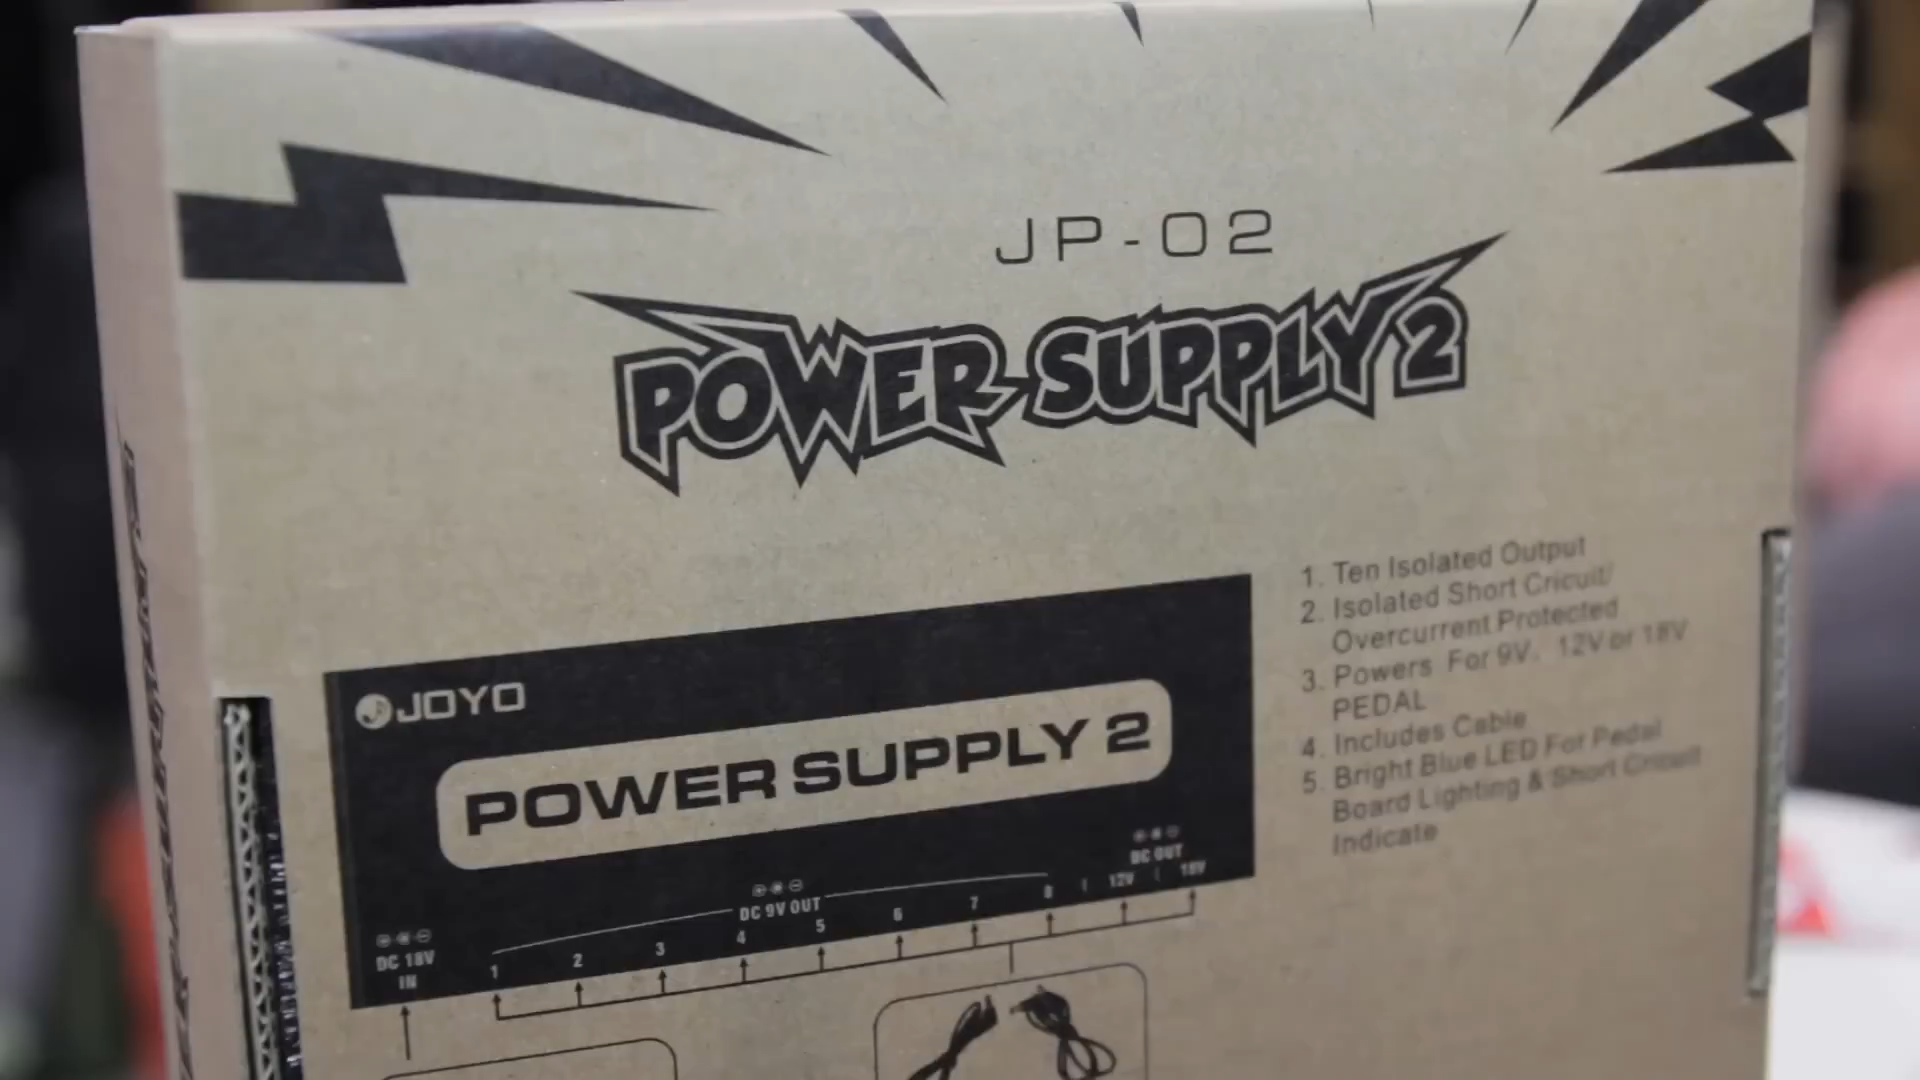 JP-02
POWER SUPPLY 2
1. Ten Isolated Output
2. Isolated Short Cricuit/
Overcurrent Protected
3. Powers For 9V、12V or 18V
PEDAL
4. Includes Cable
5. Bright Blue LED For Pedal
Board Lighting & Short Circuit
Indicate
JOYO
POWER SUPPLY 2
DC OUT
12V | 18V
DC 9V OUT
1 2 3 4 5 6 7 8
DC 18V
IN